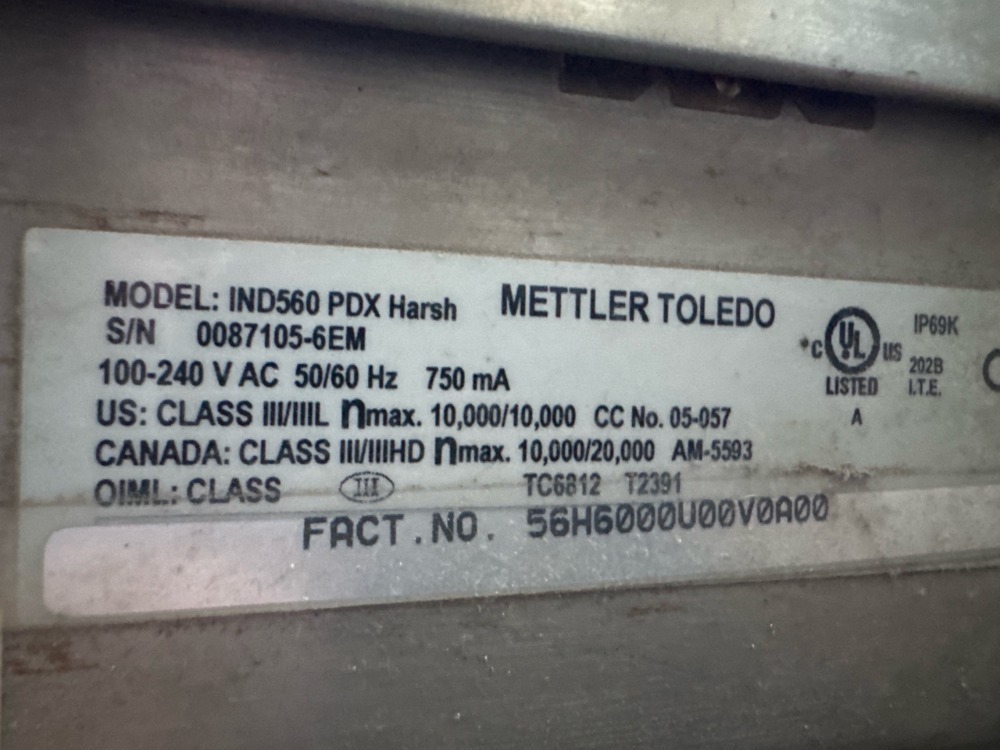 MODEL: IND560 PDX Harsh METTLER TOLEDO
S/N 0087105-6EM
100-240 V AC 50/60 Hz 750 mA
US: CLASS III/IIIL nmax. 10,000/10,000 CC No. 05-057
CANADA: CLASS III/IIIHD nmax. 10,000/20,000 AM-5593
OIML: CLASS III TC6812 T2391
FACT.NO. 56H6000U00V0A00
c UL US
LISTED
A
IP69K
202B
I.T.E.